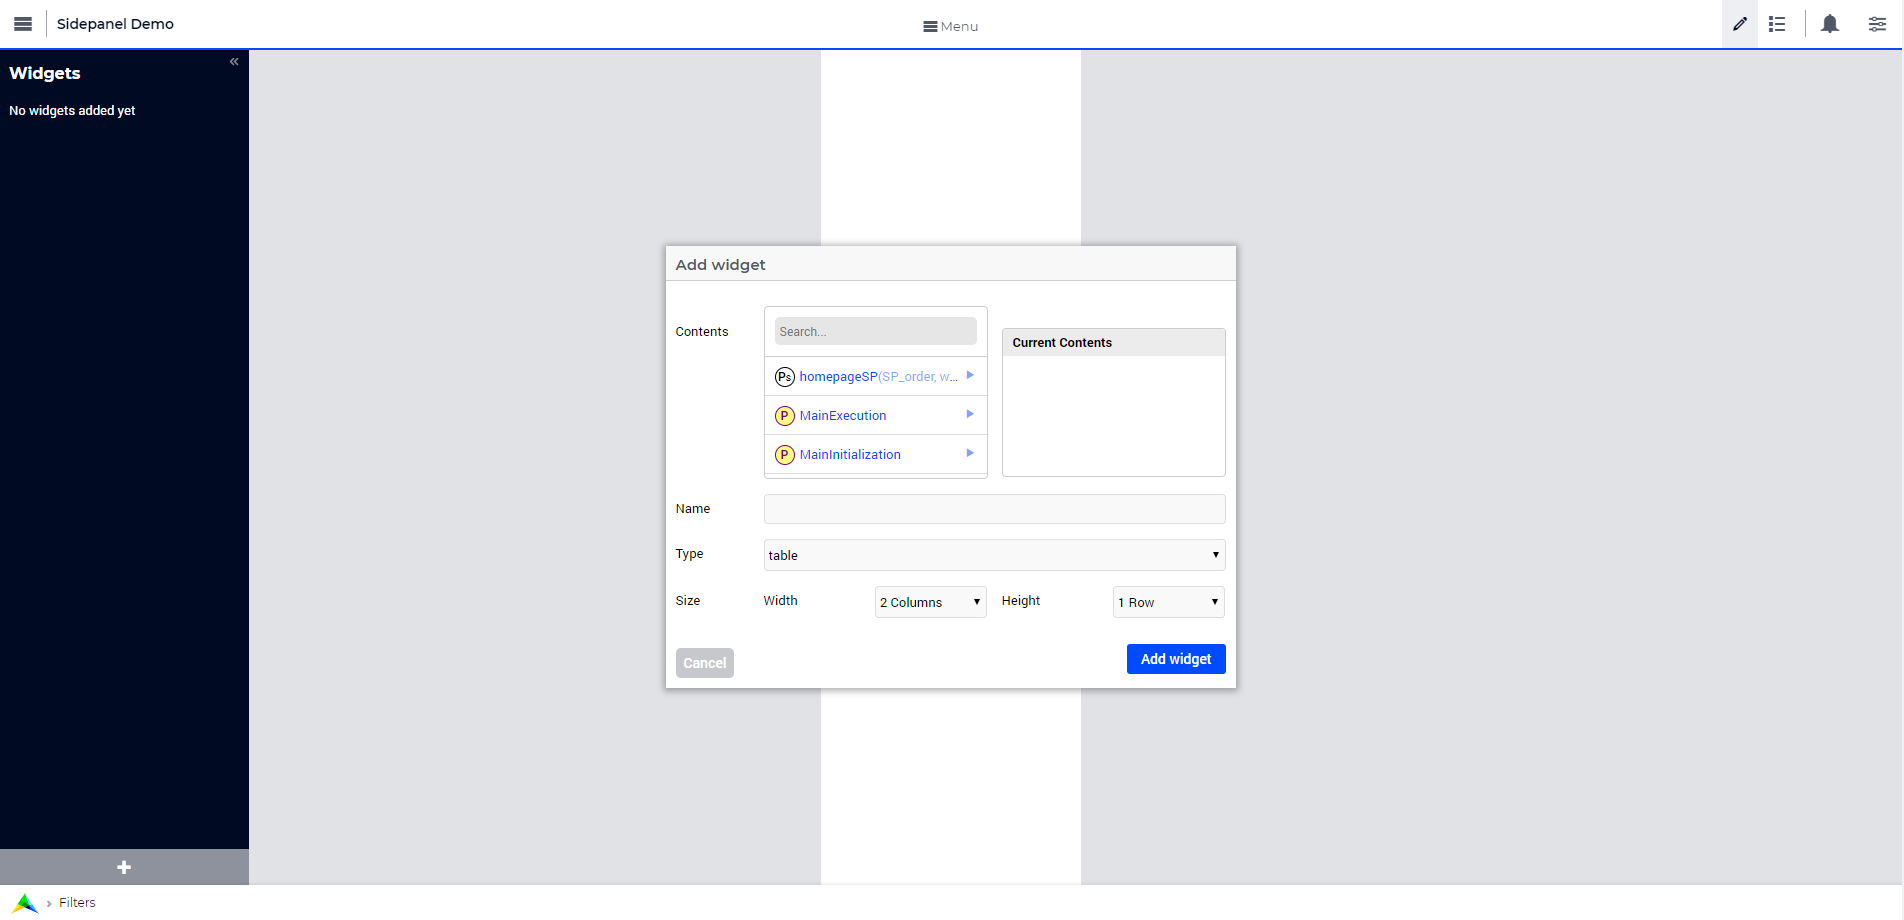 Sidepanel Demo
Menu
Widgets
No widgets added yet
Add widget
Contents
Search...
Current Contents
Ps homepageSP(SP_order, w...
P MainExecution
P MainInitialization
Name
Type
table
Size
Width
2 Columns
Height
1 Row
Cancel
Add widget
Filters